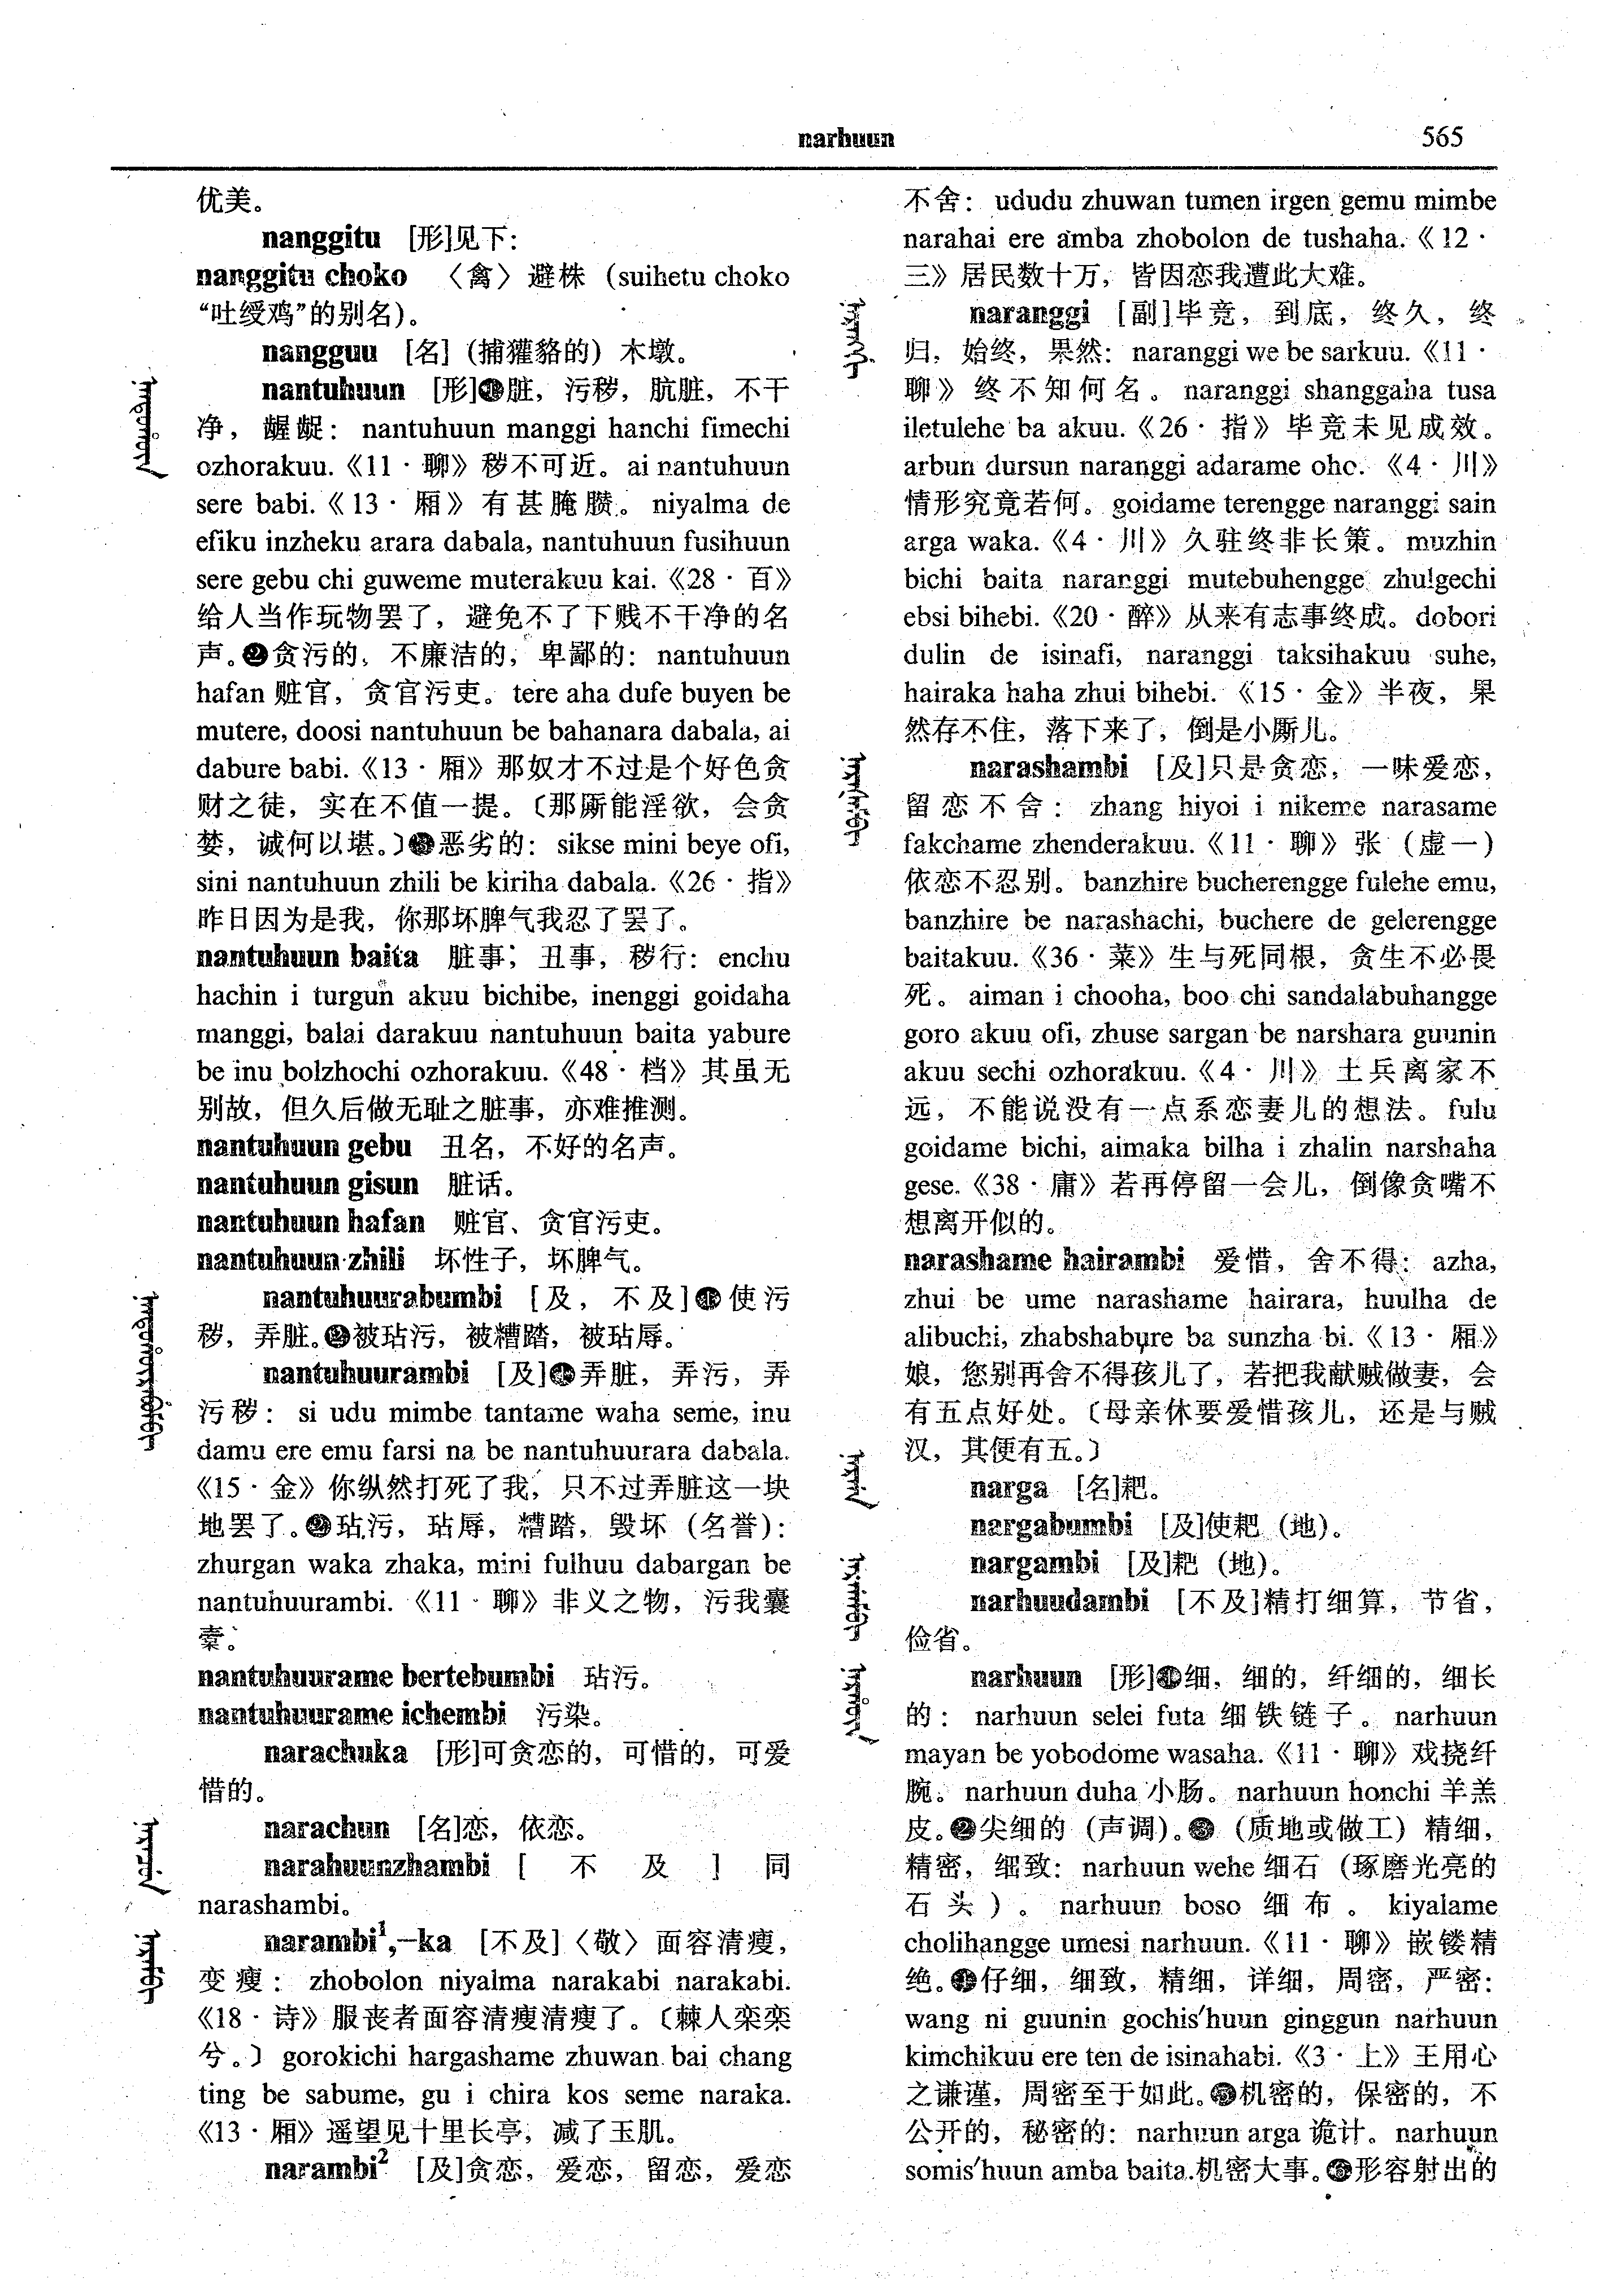 narhuun
565
优美。
nanggitu [形]见下:
nanggitu choko 〈禽〉避株 (suihetu choko
“吐绶鸡”的别名)。
nangguu [名] (捕獾貉的) 木墩。
nantuhuun [形]❶脏, 污秽, 肮脏, 不干
净, 龌龊: nantuhuun manggi hanchi fimechi
ozhorakuu.《11·聊》秽不可近。ai nantuhuun
sere babi.《13·厢》有甚腌臜。niyalma de
efiku inzheku arara dabala, nantuhuun fusihuun
sere gebu chi guweme muterakuu kai.《28·百》
给人当作玩物罢了, 避免不了下贱不干净的名
声。❷贪污的, 不廉洁的, 卑鄙的: nantuhuun
hafan 赃官, 贪官污吏。tere aha dufe buyen be
mutere, doosi nantuhuun be bahanara dabala, ai
dabure babi.《13·厢》那奴才不过是个好色贪
财之徒, 实在不值一提。〔那厮能淫欲, 会贪
婪, 诚何以堪。〕❸恶劣的: sikse mini beye ofi,
sini nantuhuun zhili be kiriha dabala.《26·指》
昨日因为是我, 你那坏脾气我忍了罢了。
nantuhuun baita 脏事; 丑事, 秽行: enchu
hachin i turgun akuu bichibe, inenggi goidaha
manggi, balai darakuu nantuhuun baita yabure
be inu bolzhochi ozhorakuu.《48·档》其虽无
别故, 但久后做无耻之脏事, 亦难推测。
nantuhuun gebu 丑名, 不好的名声。
nantuhuun gisun 脏话。
nantuhuun hafan 赃官、贪官污吏。
nantuhuun zhili 坏性子, 坏脾气。
nantuhuurabumbi [及, 不及]❶使污
秽, 弄脏。❷被玷污, 被糟踏, 被玷辱。
nantuhuurambi [及]❶弄脏, 弄污, 弄
污秽: si udu mimbe tantame waha seme, inu
damu ere emu farsi na be nantuhuurara dabala.
《15·金》你纵然打死了我, 只不过弄脏这一块
地罢了。❷玷污, 玷辱, 糟踏, 毁坏 (名誉):
zhurgan waka zhaka, mini fulhuu dabargan be
nantuhuurambi.《11·聊》非义之物, 污我囊
橐。
nantuhuurame bertebumbi 玷污。
nantuhuurame ichembi 污染。
narachuka [形]可贪恋的, 可惜的, 可爱
惜的。
narachun [名]恋, 依恋。
narahuunzhambi [不及]同
narashambi。
narambi¹,-ka [不及]〈敬〉面容清瘦,
变瘦: zhobolon niyalma narakabi narakabi.
《18·诗》服丧者面容清瘦清瘦了。〔棘人栾栾
兮。〕gorokichi hargashame zhuwan bai chang
ting be sabume, gu i chira kos seme naraka.
《13·厢》遥望见十里长亭, 减了玉肌。
narambi² [及]贪恋, 爱恋, 留恋, 爱恋
不舍: ududu zhuwan tumen irgen gemu mimbe
narahai ere amba zhobolon de tushaha.《12·
三》居民数十万, 皆因恋我遭此大难。
naranggi [副]毕竟, 到底, 终久, 终
归, 始终, 果然: naranggi we be sarkuu.《11·
聊》终不知何名。naranggi shanggaha tusa
iletulehe ba akuu.《26·指》毕竟未见成效。
arbun dursun naranggi adarame oho.《4·川》
情形究竟若何。goidame terengge naranggi sain
arga waka.《4·川》久驻终非长策。muzhin
bichi baita naranggi mutebuhengge zhulgechi
ebsi bihebi.《20·醉》从来有志事终成。dobori
dulin de isinafi, naranggi taksihakuu suhe,
hairaka haha zhui bihebi.《15·金》半夜, 果
然存不住, 落下来了, 倒是小厮儿。
narashambi [及]只是贪恋, 一味爱恋,
留恋不舍: zhang hiyoi i nikeme narasame
fakchame zhenderakuu.《11·聊》张 (虚一)
依恋不忍别。banzhire bucherengge fulehe emu,
banzhire be narashachi, buchere de gelerengge
baitakuu.《36·菜》生与死同根, 贪生不必畏
死。aiman i chooha, boo chi sandalabuhangge
goro akuu ofi, zhuse sargan be narshara guunin
akuu sechi ozhorakuu.《4·川》土兵离家不
远, 不能说没有一点系恋妻儿的想法。fulu
goidame bichi, aimaka bilha i zhalin narshaha
gese.《38·庸》若再停留一会儿, 倒像贪嘴不
想离开似的。
narashame hairambi 爱惜, 舍不得: azha,
zhui be ume narashame hairara, huulha de
alibuchi, zhabshabure ba sunzha bi.《13·厢》
娘, 您别再舍不得孩儿了, 若把我献贼做妻, 会
有五点好处。〔母亲休要爱惜孩儿, 还是与贼
汉, 其便有五。〕
narga [名]耙。
nargabumbi [及]使耙 (地)。
nargambi [及]耙 (地)。
narhuudambi [不及]精打细算, 节省,
俭省。
narhuun [形]❶细, 细的, 纤细的, 细长
的: narhuun selei futa 细铁链子。narhuun
mayan be yobodome wasaha.《11·聊》戏挠纤
腕。narhuun duha 小肠。narhuun honchi 羊羔
皮。❷尖细的 (声调)。❸ (质地或做工) 精细,
精密, 细致: narhuun wehe 细石 (琢磨光亮的
石头)。narhuun boso 细布。kiyalame
cholihangge umesi narhuun.《11·聊》嵌镂精
绝。❹仔细, 细致, 精细, 详细, 周密, 严密:
wang ni guunin gochis'huun ginggun narhuun
kimchikuu ere ten de isinahabi.《3·上》王用心
之谦谨, 周密至于如此。❺机密的, 保密的, 不
公开的, 秘密的: narhuun arga 诡计。narhuun
somis'huun amba baita.机密大事。❻形容射出的